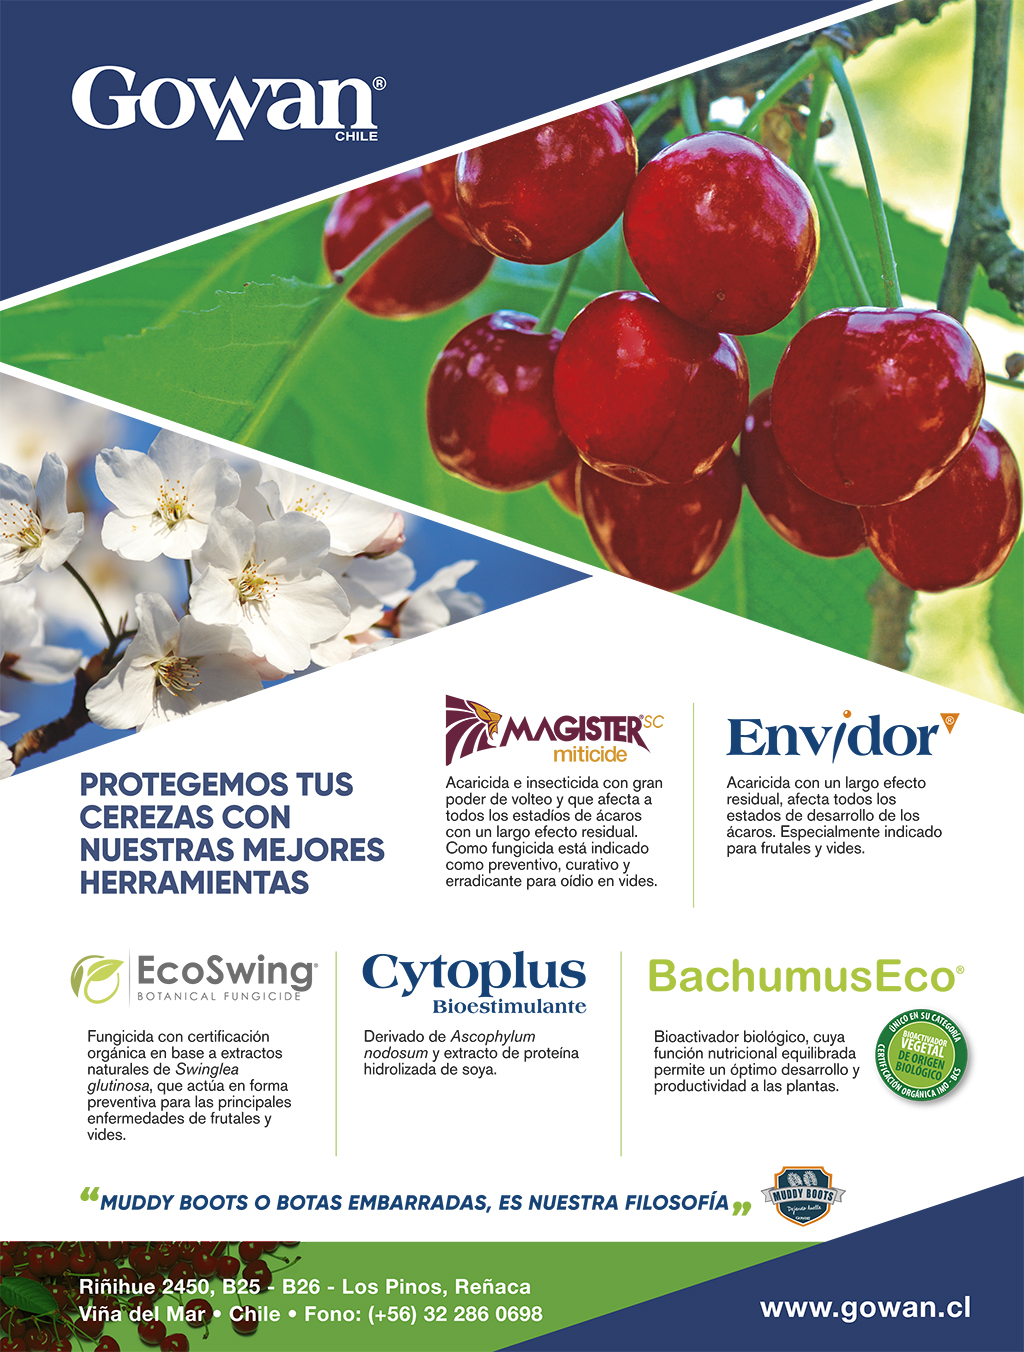 Gowan®
CHILE
MAGISTER®SC
miticide
Acaricida e insecticida con gran
poder de volteo y que afecta a
todos los estadíos de ácaros
con un largo efecto residual.
Como fungicida está indicado
como preventivo, curativo y
erradicante para oídio en vides.
Envidor®
Acaricida con un largo efecto
residual, afecta todos los
estados de desarrollo de los
ácaros. Especialmente indicado
para frutales y vides.
PROTEGEMOS TUS
CEREZAS CON
NUESTRAS MEJORES
HERRAMIENTAS
EcoSwing®
BOTANICAL FUNGICIDE
Fungicida con certificación
orgánica en base a extractos
naturales de Swinglea
glutinosa, que actúa en forma
preventiva para las principales
enfermedades de frutales y
vides.
Cytoplus
Bioestimulante
Derivado de Ascophylum
nodosum y extracto de proteína
hidrolizada de soya.
BachumusEco®
Bioactivador biológico, cuya
función nutricional equilibrada
permite un óptimo desarrollo y
productividad a las plantas.
ÚNICO EN SU CATEGORÍA
BIOACTIVADOR
VEGETAL
DE ORIGEN
BIOLÓGICO
CERTIFICACIÓN ORGÁNICA IMO - BCS
“MUDDY BOOTS O BOTAS EMBARRADAS, ES NUESTRA FILOSOFÍA„
MUDDY BOOTS
Dejando huella
Riñihue 2450, B25 - B26 - Los Pinos, Reñaca
Viña del Mar • Chile • Fono: (+56) 32 286 0698
www.gowan.cl